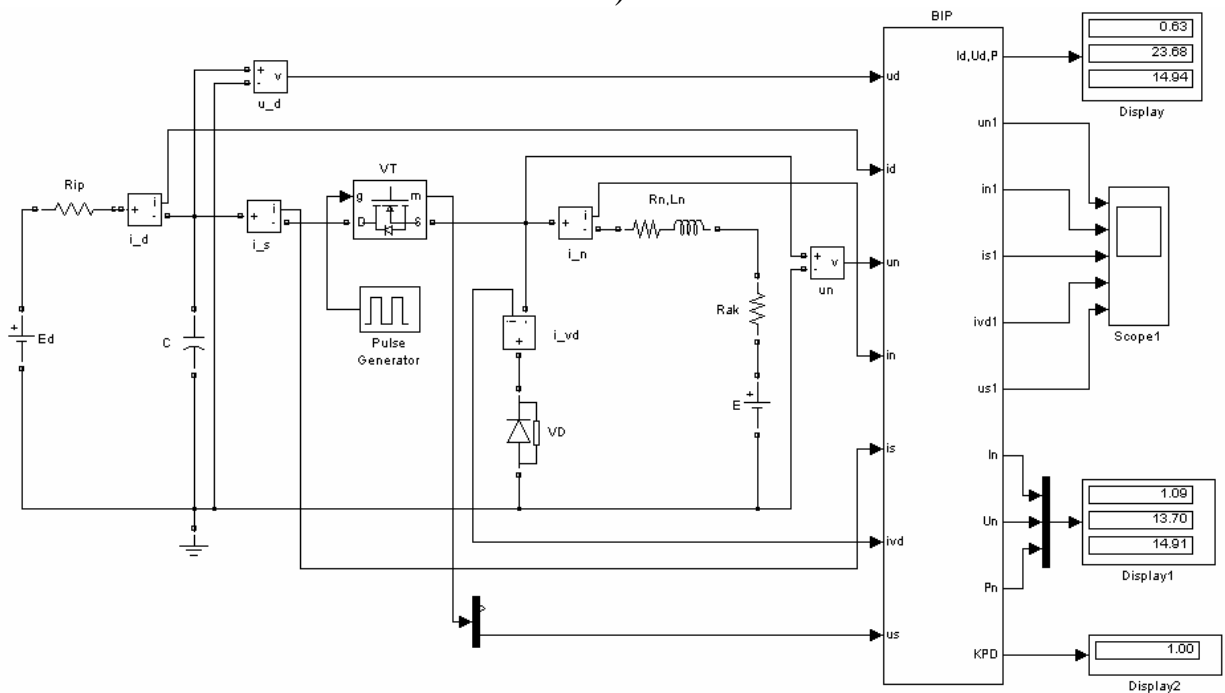 )
BIP
Id,Ud,P
0.63
23.68
14.94
Display
+
-
v
u_d
ud
un1
id
Rip
+
i
-
i_d
+
i
-
i_s
VT
g
m
D
S
in1
+
i
-
i_n
Rn,Ln
is1
+
-
v
un
un
Ed
+
C
Pulse
Generator
i
-
+
i_vd
Rak
ivd1
Scope1
in
us1
E
+
VD
is
In
1.09
Un
13.70
14.91
Display1
ivd
Pn
us
KPD
1.00
Display2